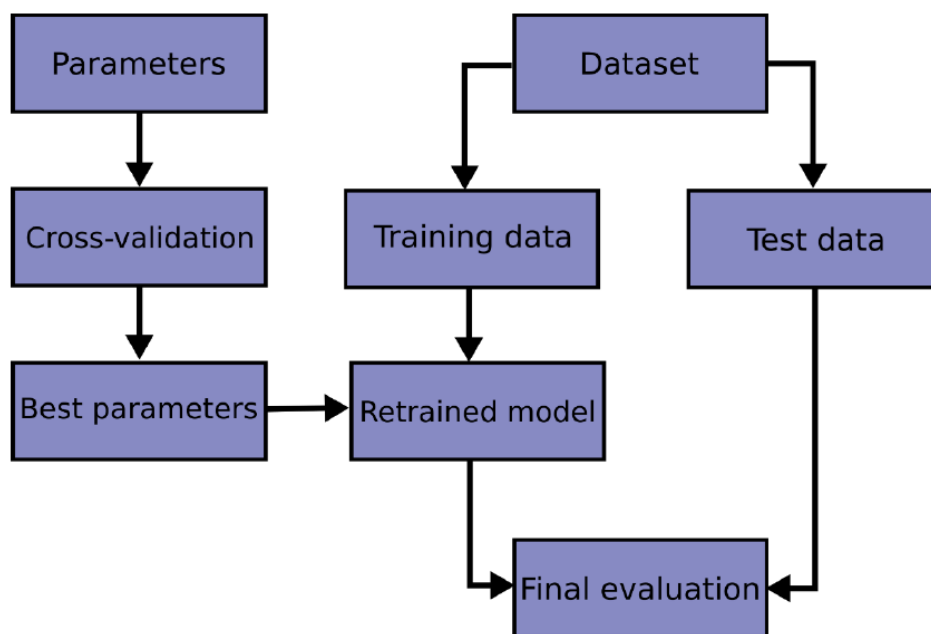 Parameters
Dataset
Cross-validation
Training data
Test data
Best parameters
Retrained model
Final evaluation